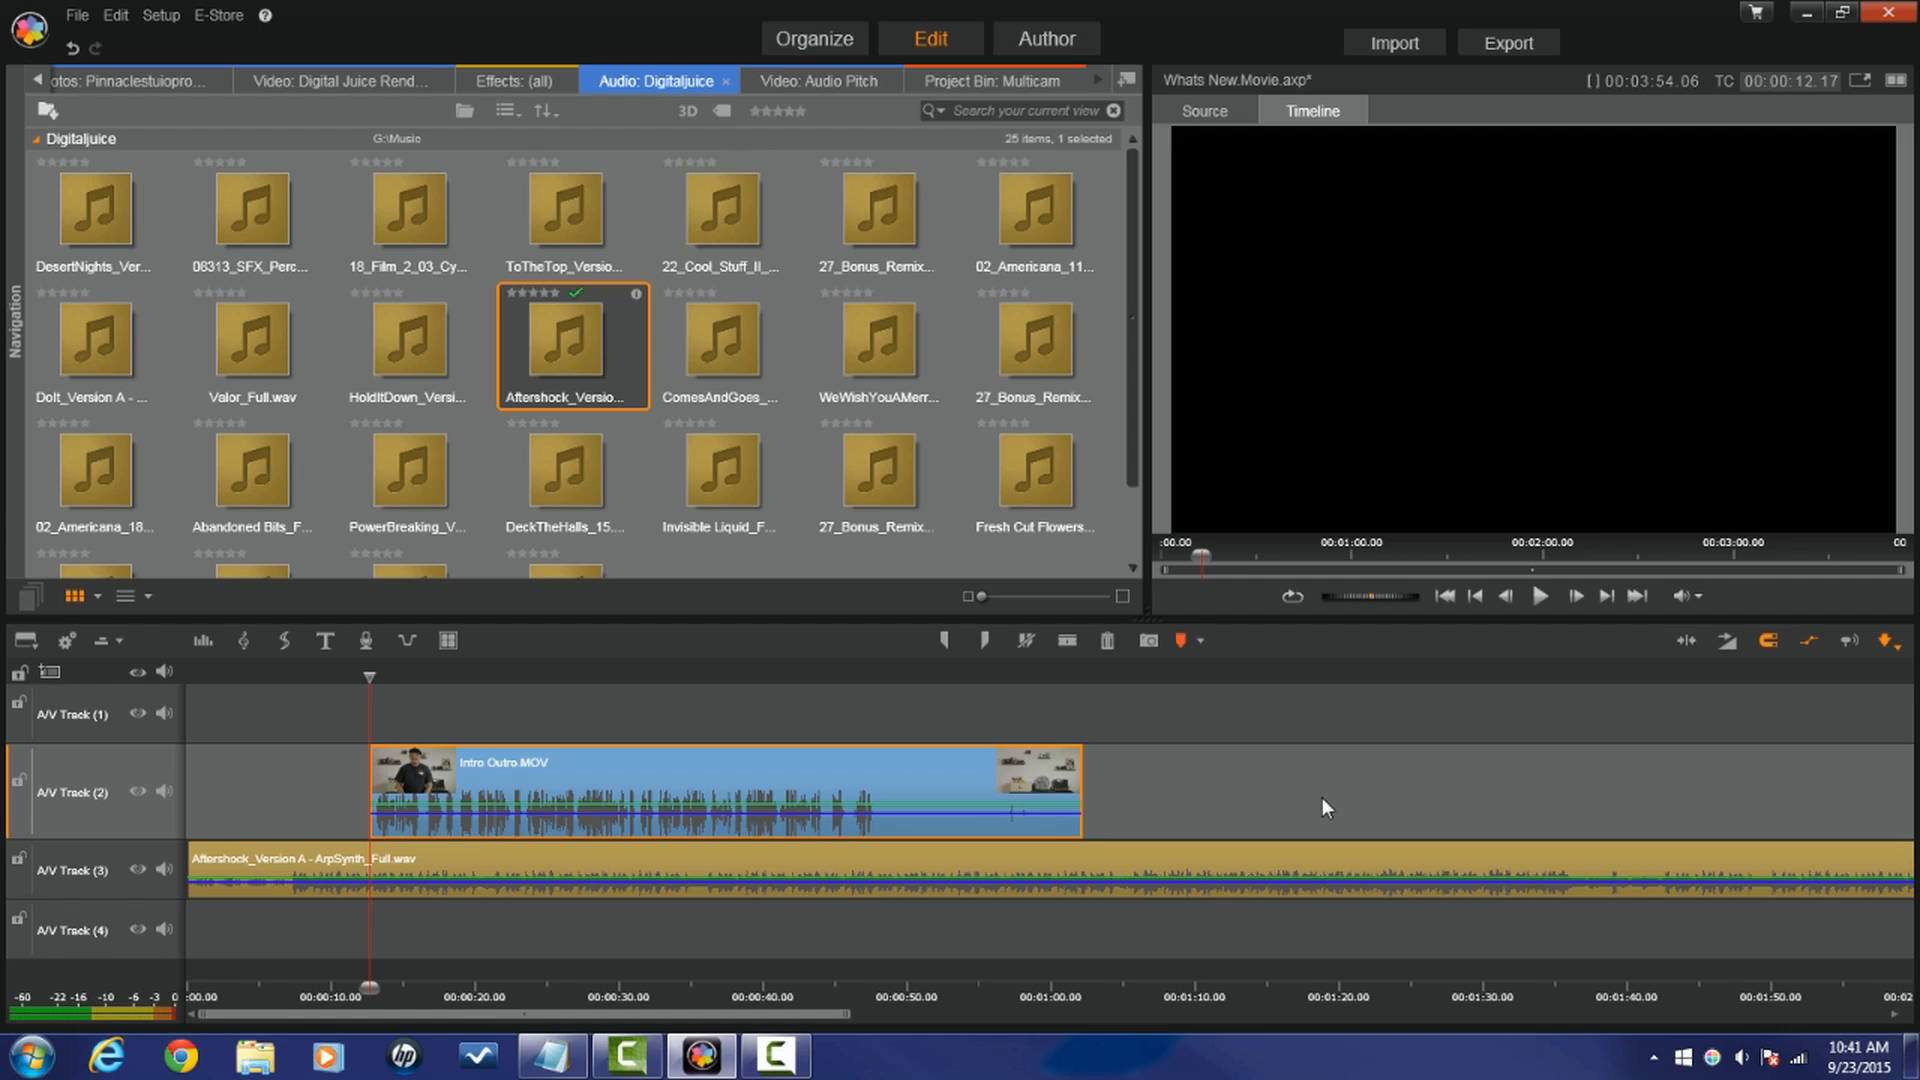 File Edit Setup E-Store ?
Organize Edit Author
Import Export
otos: Pinnaclestuiopro... Video: Digital Juice Rend... Effects: (all) Audio: Digitaljuice × Video: Audio Pitch Project Bin: Multicam
Whats New.Movie.axp* [ ] 00:03:54.06 TC 00:00:12.17
3D Search your current view
Source Timeline
Digitaljuice G:\Music 25 items, 1 selected
DesertNights_Ver... 08313_SFX_Perc... 18_Film_2_03_Cy... ToTheTop_Versio... 22_Cool_Stuff_II_... 27_Bonus_Remix... 02_Americana_11...
Navigation
DoIt_Version A - ... Valor_Full.wav HoldItDown_Versi... Aftershock_Versio... ComesAndGoes_... WeWishYouAMerr... 27_Bonus_Remix...
02_Americana_18... Abandoned Bits_F... PowerBreaking_V... DeckTheHalls_15.... Invisible Liquid_F... 27_Bonus_Remix... Fresh Cut Flowers...
:00.00 00:01:00.00 00:02:00.00 00:03:00.00 00
A/V Track (1)
Intro Outro.MOV
A/V Track (2)
Aftershock_Version A - ArpSynth_Full.wav
A/V Track (3)
A/V Track (4)
-60 -22 -16 -10 -6 -3 0 :00.00 00:00:10.00 00:00:20.00 00:00:30.00 00:00:40.00 00:00:50.00 00:01:00.00 00:01:10.00 00:01:20.00 00:01:30.00 00:01:40.00 00:01:50.00 00:02
hp
10:41 AM
9/23/2015